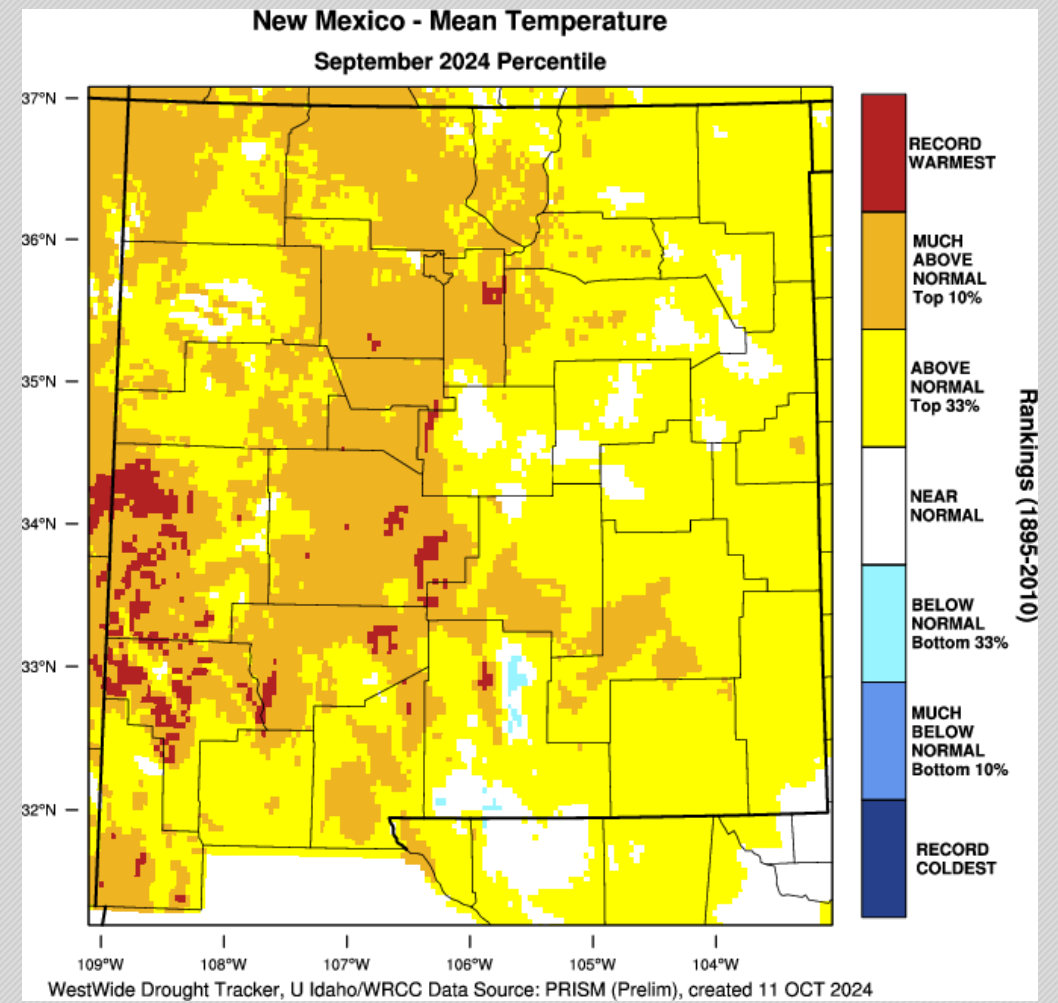 New Mexico - Mean Temperature
September 2024 Percentile
37°N
36°N
35°N
34°N
33°N
32°N
109°W
108°W
107°W
106°W
105°W
104°W
RECORD
WARMEST
MUCH
ABOVE
NORMAL
Top 10%
ABOVE
NORMAL
Top 33%
NEAR
NORMAL
BELOW
NORMAL
Bottom 33%
MUCH
BELOW
NORMAL
Bottom 10%
RECORD
COLDEST
Rankings (1895-2010)
WestWide Drought Tracker, U Idaho/WRCC Data Source: PRISM (Prelim), created 11 OCT 2024